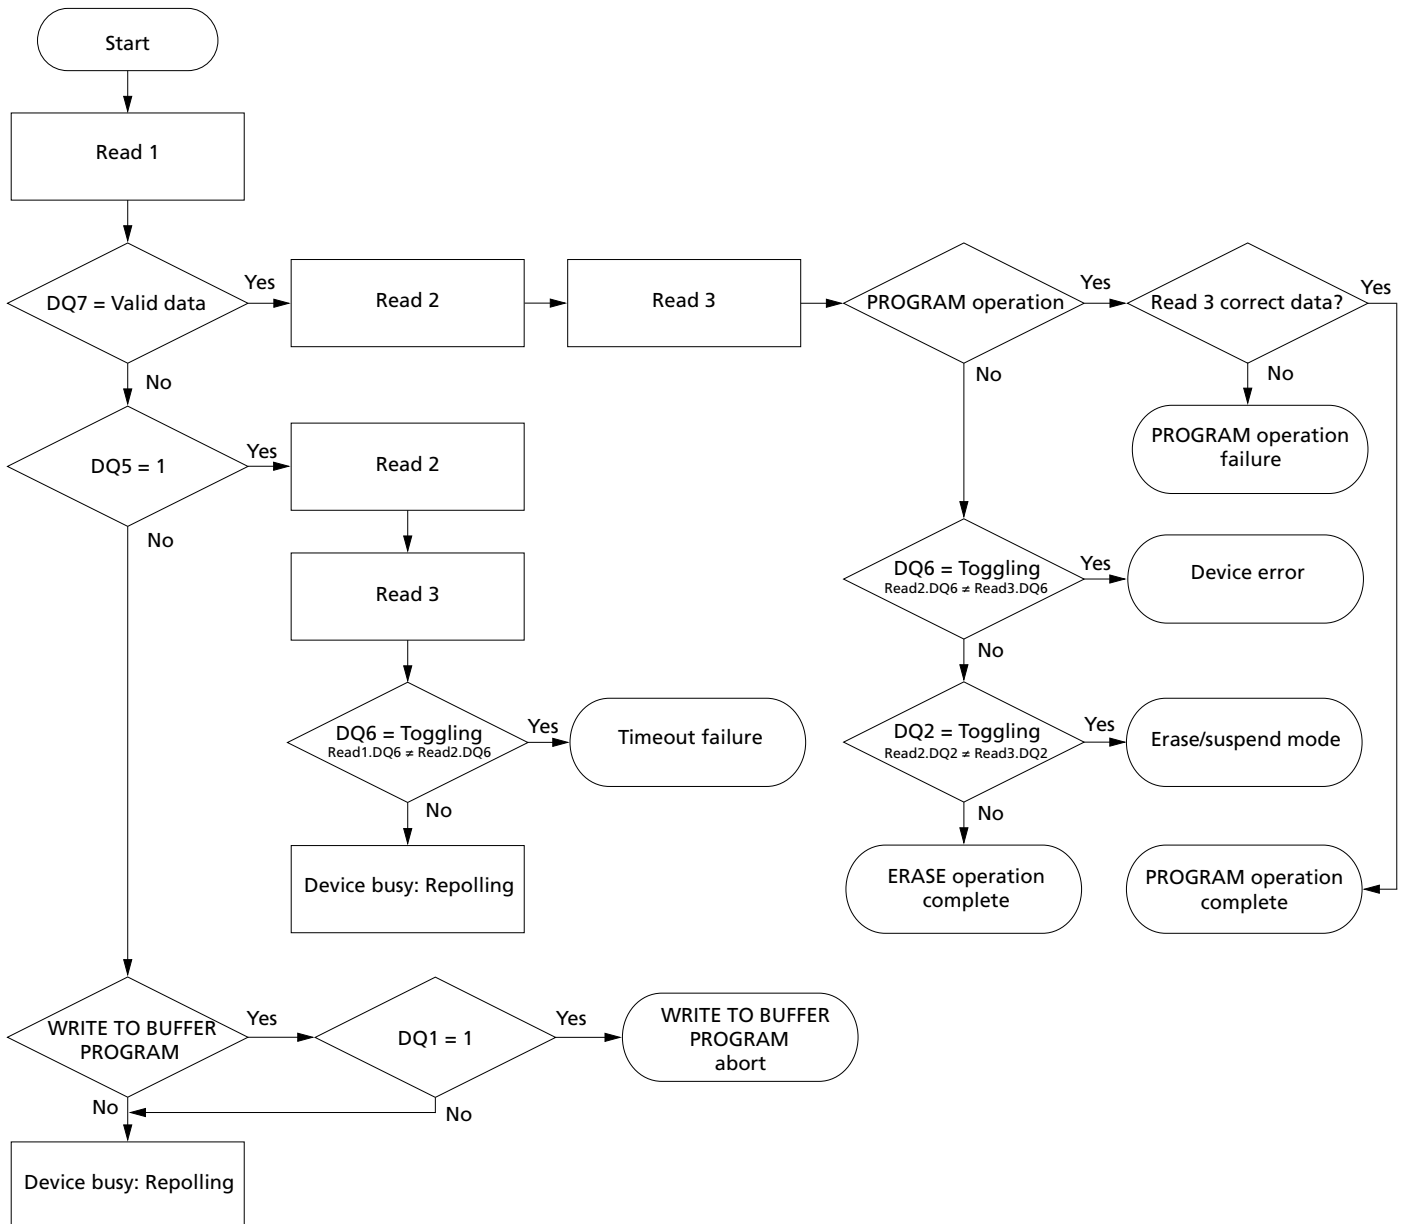 Start
Read 1
DQ7 = Valid data
Yes
Read 2
Read 3
PROGRAM operation
Yes
Read 3 correct data?
Yes
No
No
No
PROGRAM operation
failure
DQ5 = 1
Yes
Read 2
No
Read 3
DQ6 = Toggling
Read2.DQ6 ≠ Read3.DQ6
Yes
Device error
No
DQ6 = Toggling
Read1.DQ6 ≠ Read2.DQ6
Yes
Timeout failure
No
DQ2 = Toggling
Read2.DQ2 ≠ Read3.DQ2
Yes
Erase/suspend mode
No
Device busy: Repolling
ERASE operation
complete
PROGRAM operation
complete
WRITE TO BUFFER
PROGRAM
Yes
DQ1 = 1
Yes
WRITE TO BUFFER
PROGRAM
abort
No
No
Device busy: Repolling